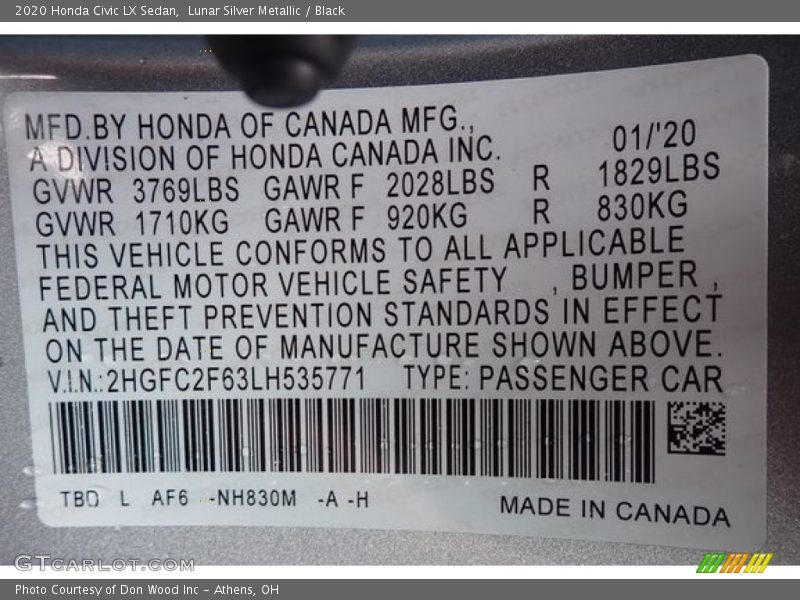 2020 Honda Civic LX Sedan,  Lunar Silver Metallic / Black
MFD.BY HONDA OF CANADA MFG.,
A DIVISION OF HONDA CANADA INC. 01/'20
GVWR 3769LBS GAWR F 2028LBS R 1829LBS
GVWR 1710KG GAWR F 920KG R 830KG
THIS VEHICLE CONFORMS TO ALL APPLICABLE
FEDERAL MOTOR VEHICLE SAFETY , BUMPER ,
AND THEFT PREVENTION STANDARDS IN EFFECT
ON THE DATE OF MANUFACTURE SHOWN ABOVE.
V.I.N.:2HGFC2F63LH535771 TYPE: PASSENGER CAR
L AF6 -NH830M -A -H MADE IN CANADA
GTCarLot.com
Photo Courtesy of Don Wood Inc – Athens, OH